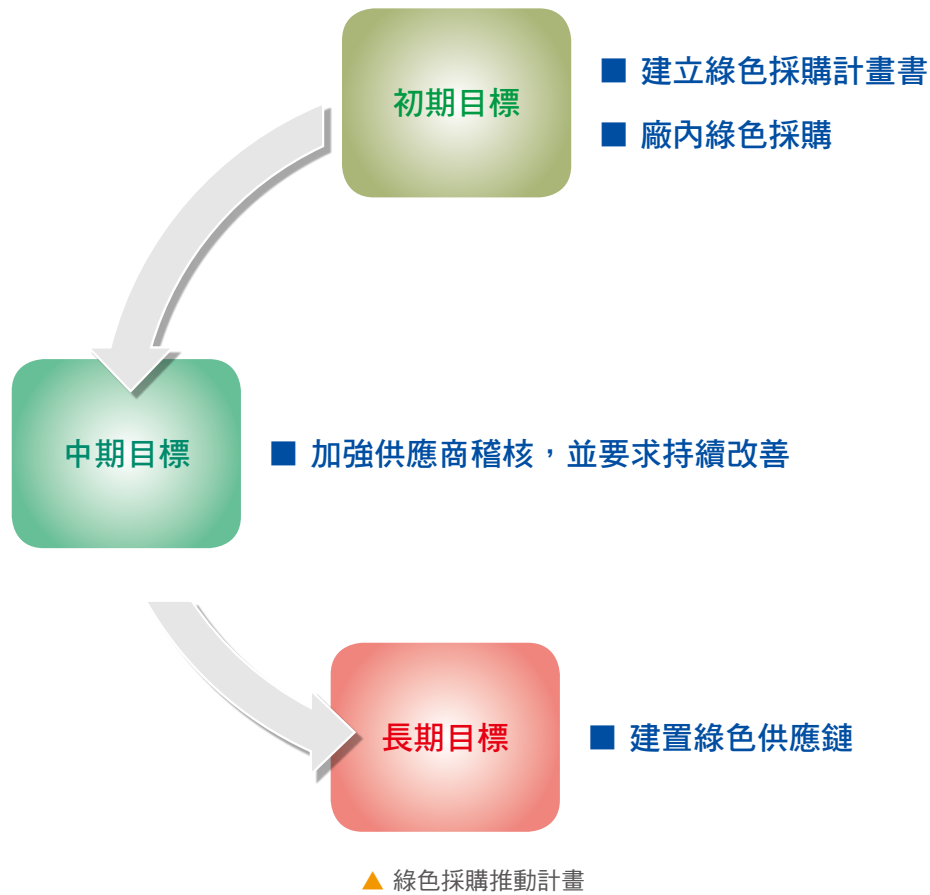 初期目標
■ 建立綠色採購計畫書
■ 廠內綠色採購
中期目標
■ 加強供應商稽核，並要求持續改善
長期目標
■ 建置綠色供應鏈
▲ 綠色採購推動計畫